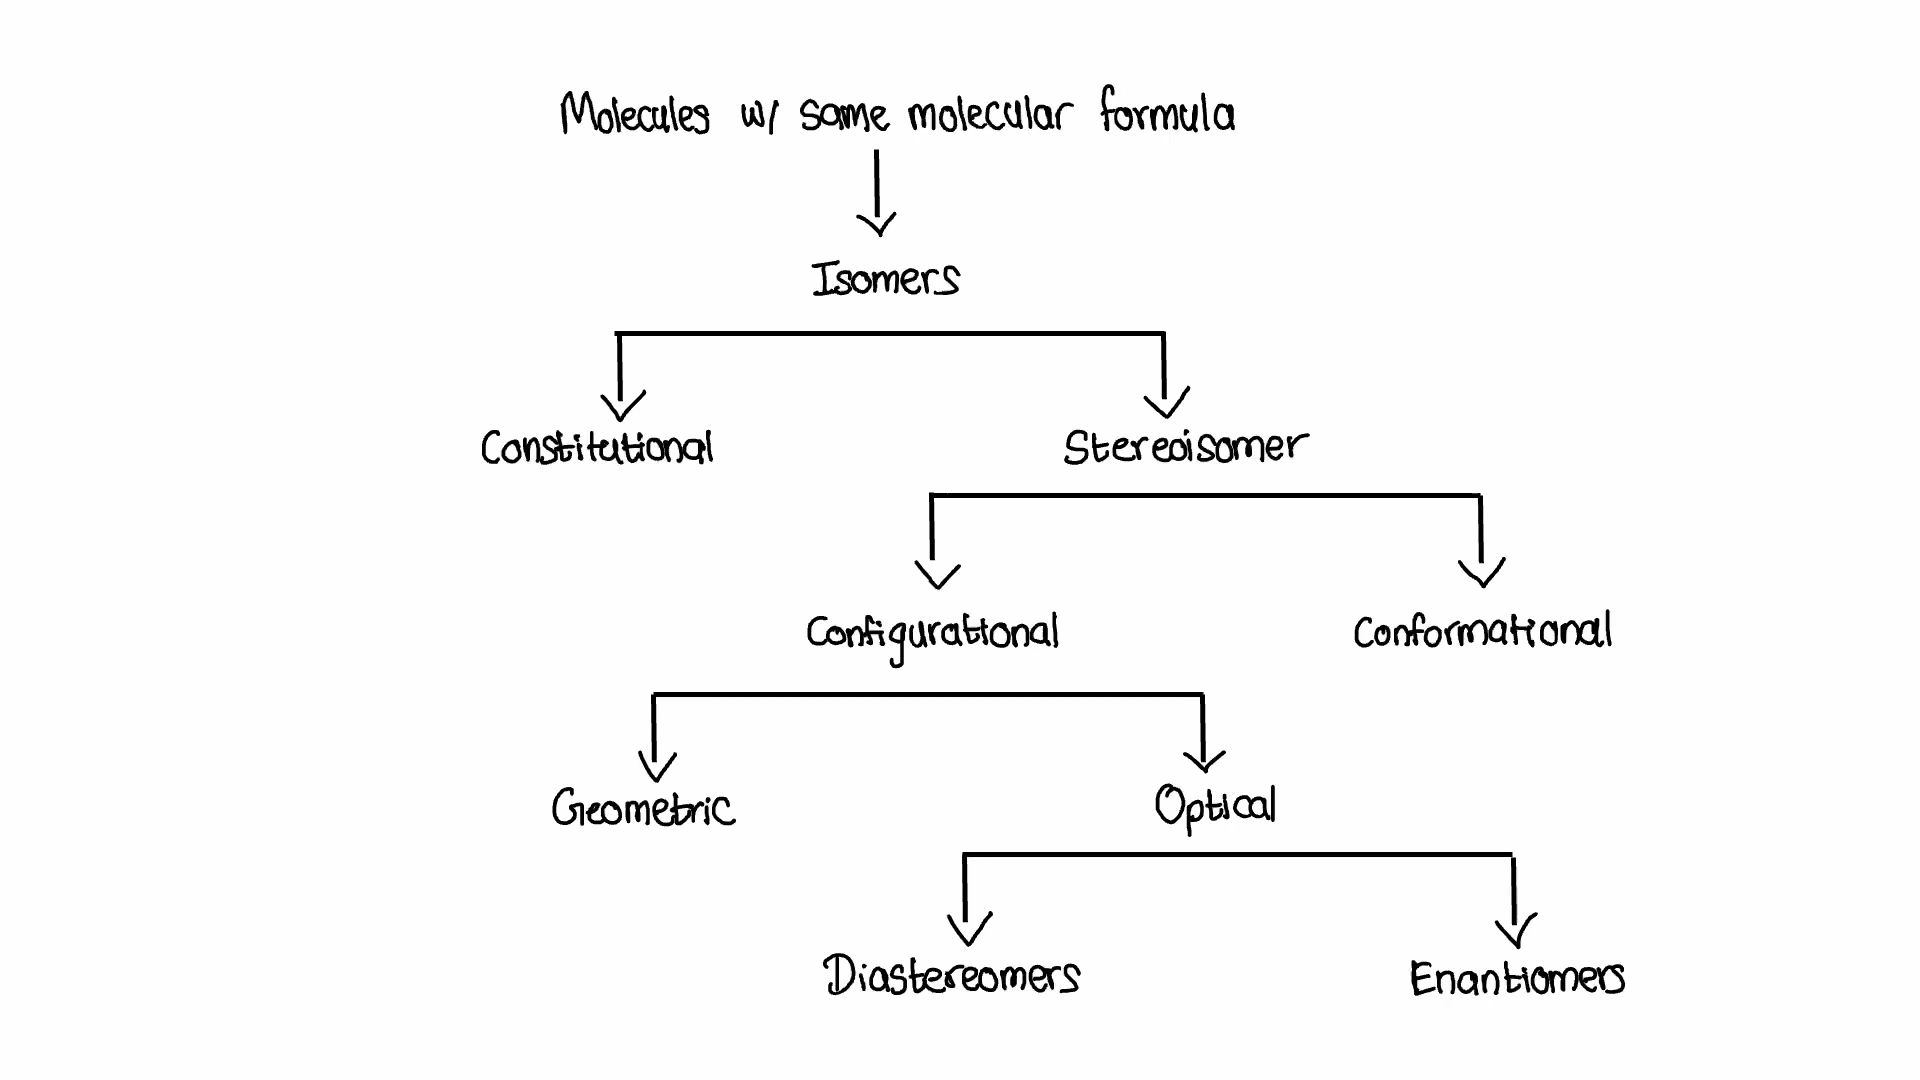 Molecules w/ same molecular formula
Isomers
Constitutional
Stereoisomer
Configurational
Conformational
Geometric
Optical
Diastereomers
Enantiomers